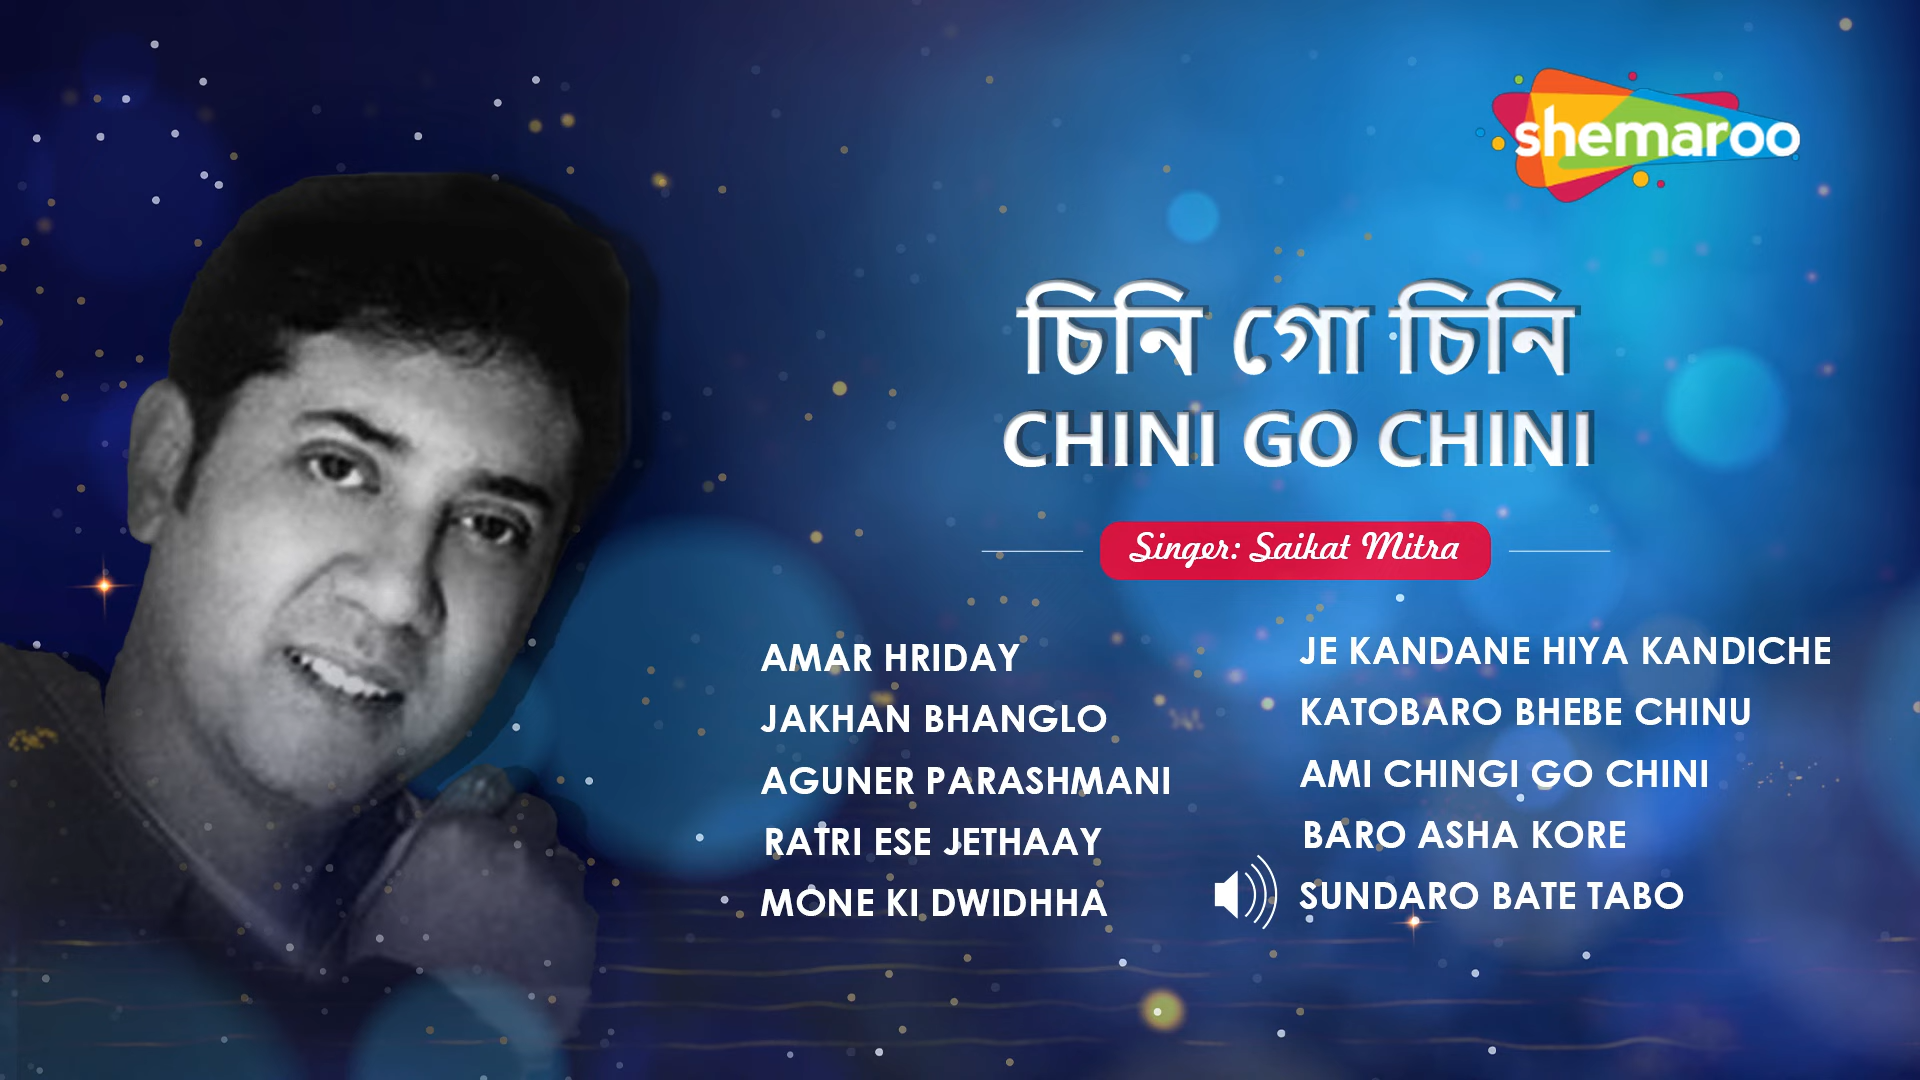 shemaroo
চিনি গো চিনি
CHINI GO CHINI
Singer: Saikat Mitra
AMAR HRIDAY
JAKHAN BHANGLO
AGUNER PARASHMANI
RATRI ESE JETHAAY
MONE KI DWIDHHA
JE KANDANE HIYA KANDICHE
KATOBARO BHEBE CHINU
AMI CHINGI GO CHINI
BARO ASHA KORE
SUNDARO BATE TABO